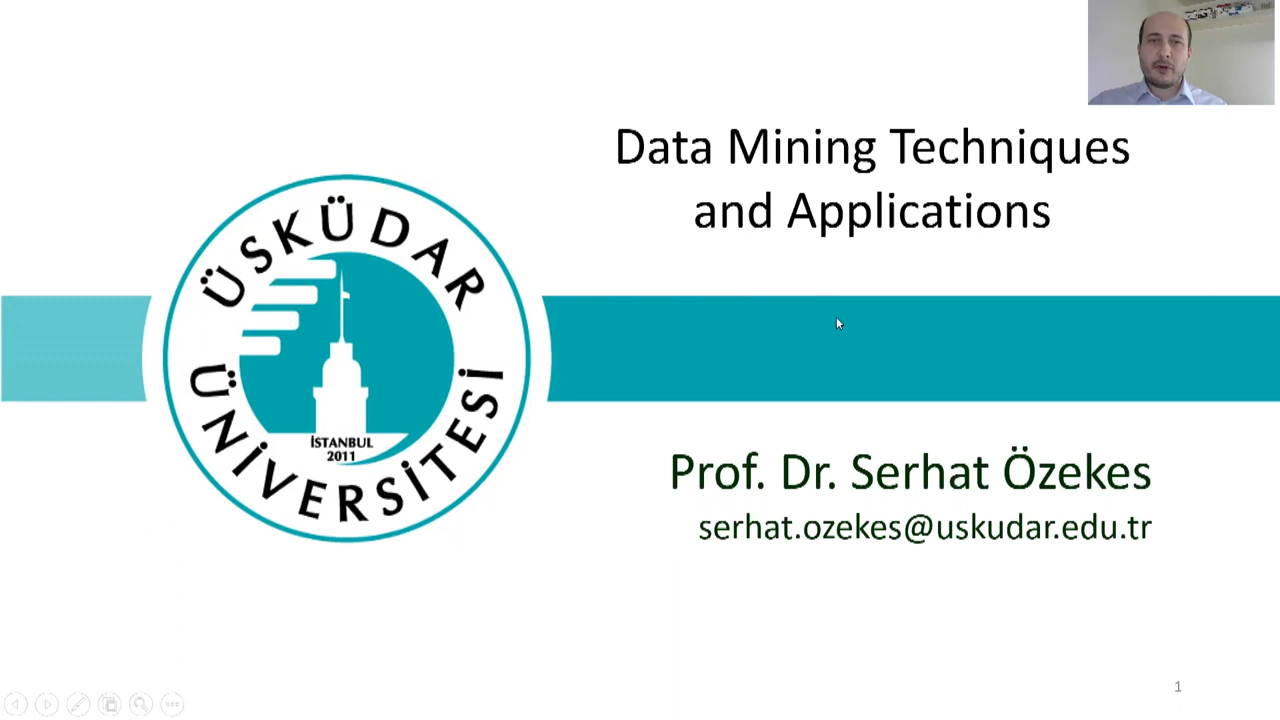 Data Mining Techniques
and Applications
ÜSKÜDAR
ÜNİVERSİTESİ
İSTANBUL
2011
Prof. Dr. Serhat Özekes
serhat.ozekes@uskudar.edu.tr
1